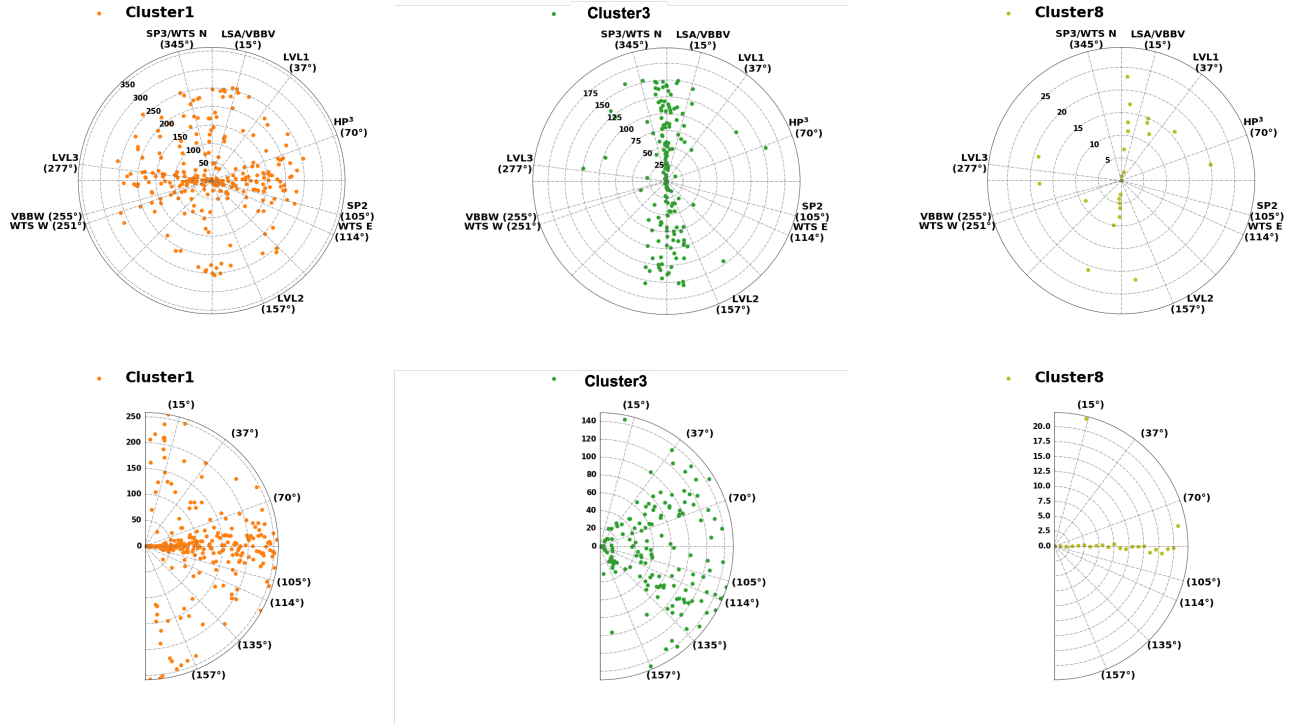 Cluster1
SP3/WTS N
(345°)
LSA/VBBV
(15°)
LVL1
(37°)
HP³
(70°)
SP2
(105°)
WTS E
(114°)
LVL2
(157°)
WTS W (251°)
VBBW (255°)
LVL3
(277°)
350
300
250
200
150
100
50
Cluster3
SP3/WTS N
(345°)
LSA/VBBV
(15°)
LVL1
(37°)
HP³
(70°)
SP2
(105°)
WTS E
(114°)
LVL2
(157°)
WTS W (251°)
VBBW (255°)
LVL3
(277°)
175
150
125
100
75
50
25
Cluster8
SP3/WTS N
(345°)
LSA/VBBV
(15°)
LVL1
(37°)
HP³
(70°)
SP2
(105°)
WTS E
(114°)
LVL2
(157°)
WTS W (251°)
VBBW (255°)
LVL3
(277°)
25
20
15
10
5
Cluster1
(15°)
(37°)
(70°)
(105°)
(114°)
(135°)
(157°)
250
200
150
100
50
0
Cluster3
(15°)
(37°)
(70°)
(105°)
(114°)
(135°)
(157°)
140
120
100
80
60
40
20
0
Cluster8
(15°)
(37°)
(70°)
(105°)
(114°)
(135°)
(157°)
20.0
17.5
15.0
12.5
10.0
7.5
5.0
2.5
0.0